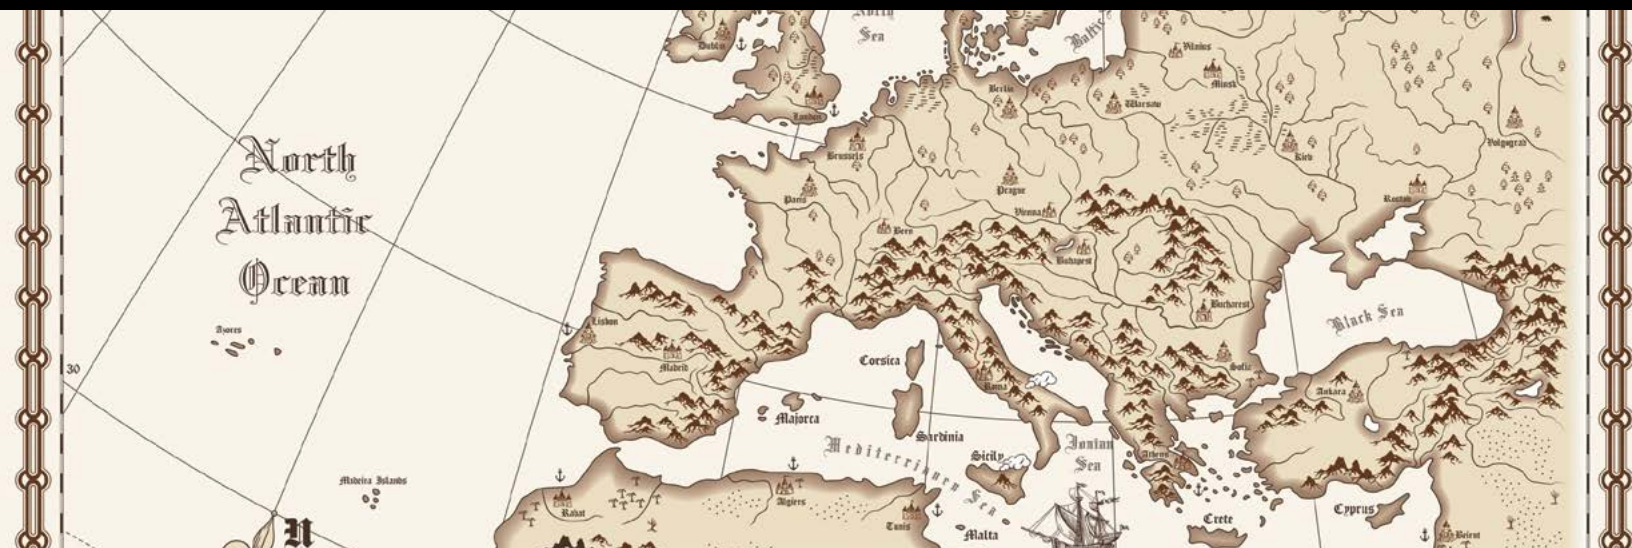 North
Sea
Baltic
Dublin
Vilnius
Minsk
London
Berlin
Warsaw
Kiev
Volgograd
Brussels
North
Atlantic
Ocean
Paris
Prague
Vienna
Rostov
Bern
Budapest
Bucharest
Black Sea
Azores
Lisbon
Madrid
Corsica
Roma
Sofia
Ankara
30
Majorca
Sardinia
Mediterranen Sea
Ionian
Sea
Sicily
Athens
Madeira Islands
Rabat
Algiers
Tunis
Malta
Crete
Cyprus
Beirut
N